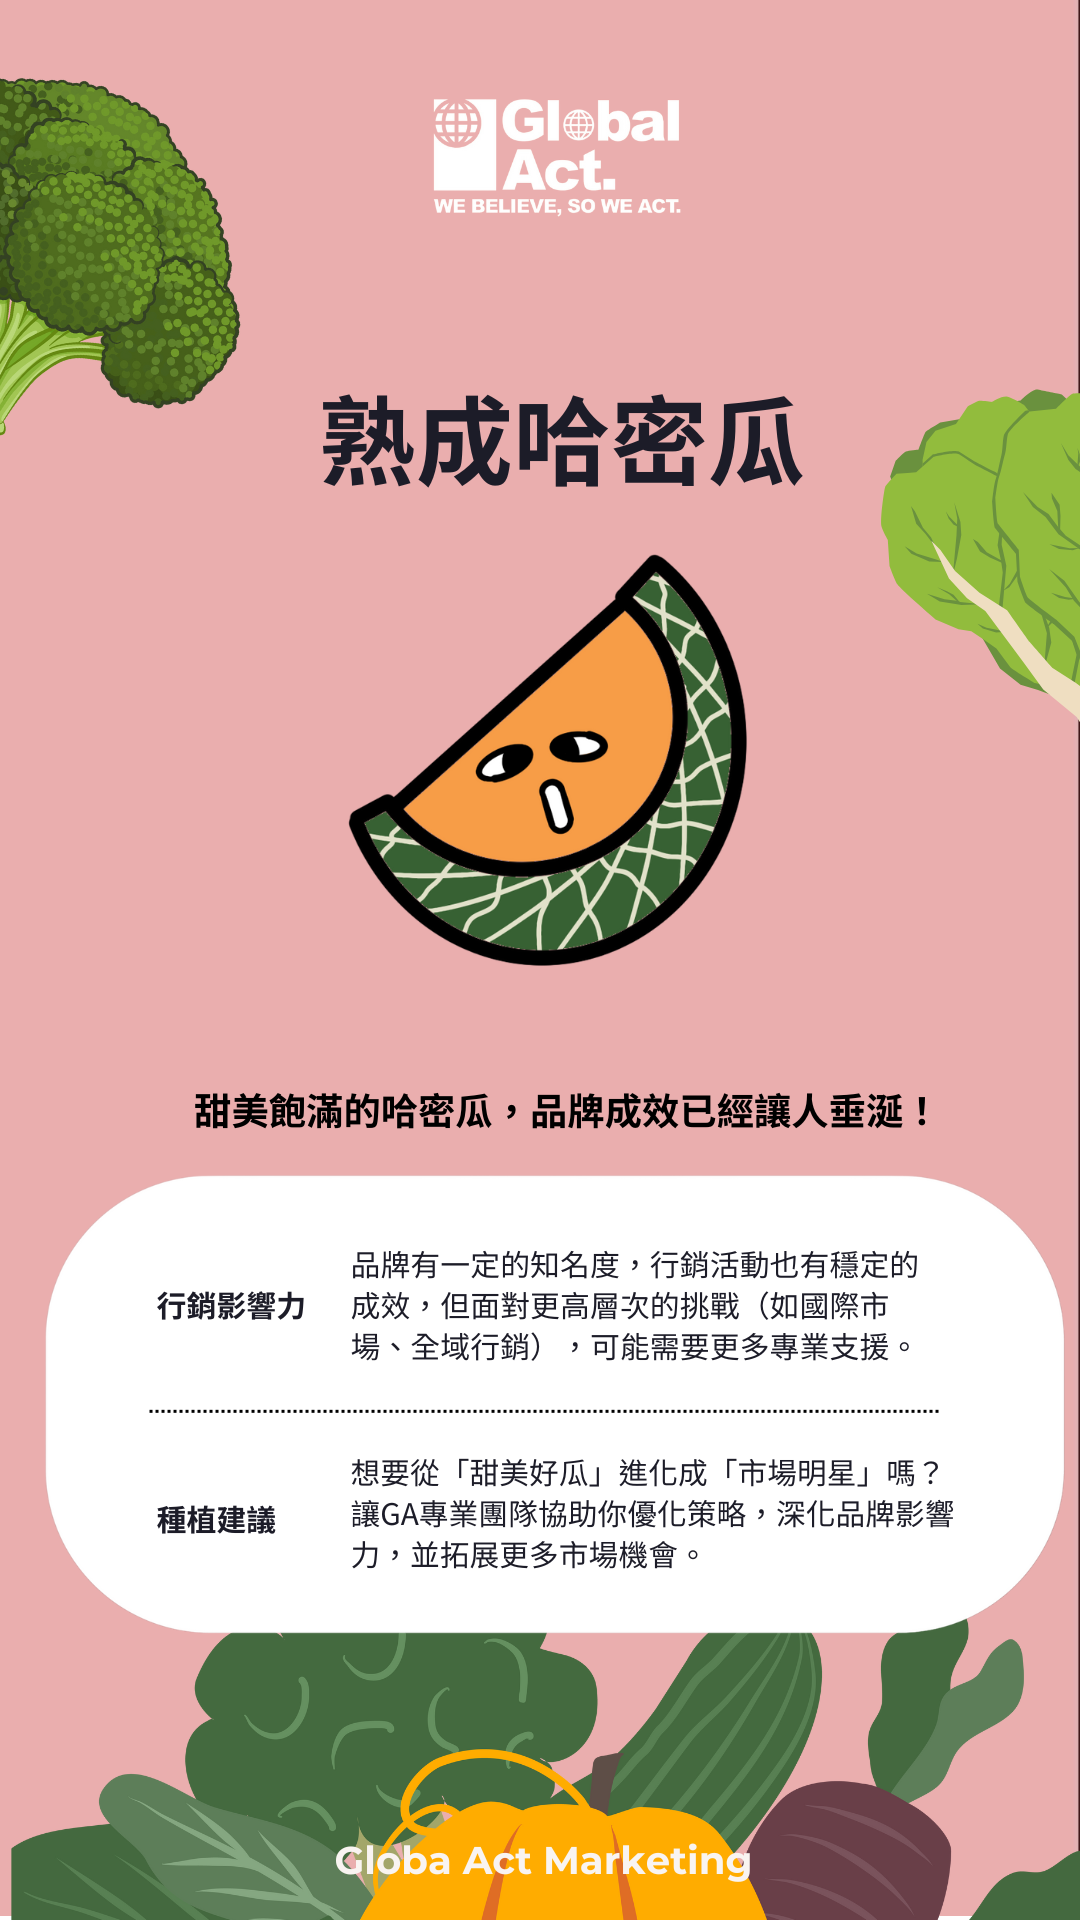 Global
Act.
WE BELIEVE, SO WE ACT.
熟成哈密瓜
甜美飽滿的哈密瓜，品牌成效已經讓人垂涎！
行銷影響力
品牌有一定的知名度，行銷活動也有穩定的
成效，但面對更高層次的挑戰（如國際市
場、全域行銷），可能需要更多專業支援。
種植建議
想要從「甜美好瓜」進化成「市場明星」嗎？
讓GA專業團隊協助你優化策略，深化品牌影響
力，並拓展更多市場機會。
Globa Act Marketing